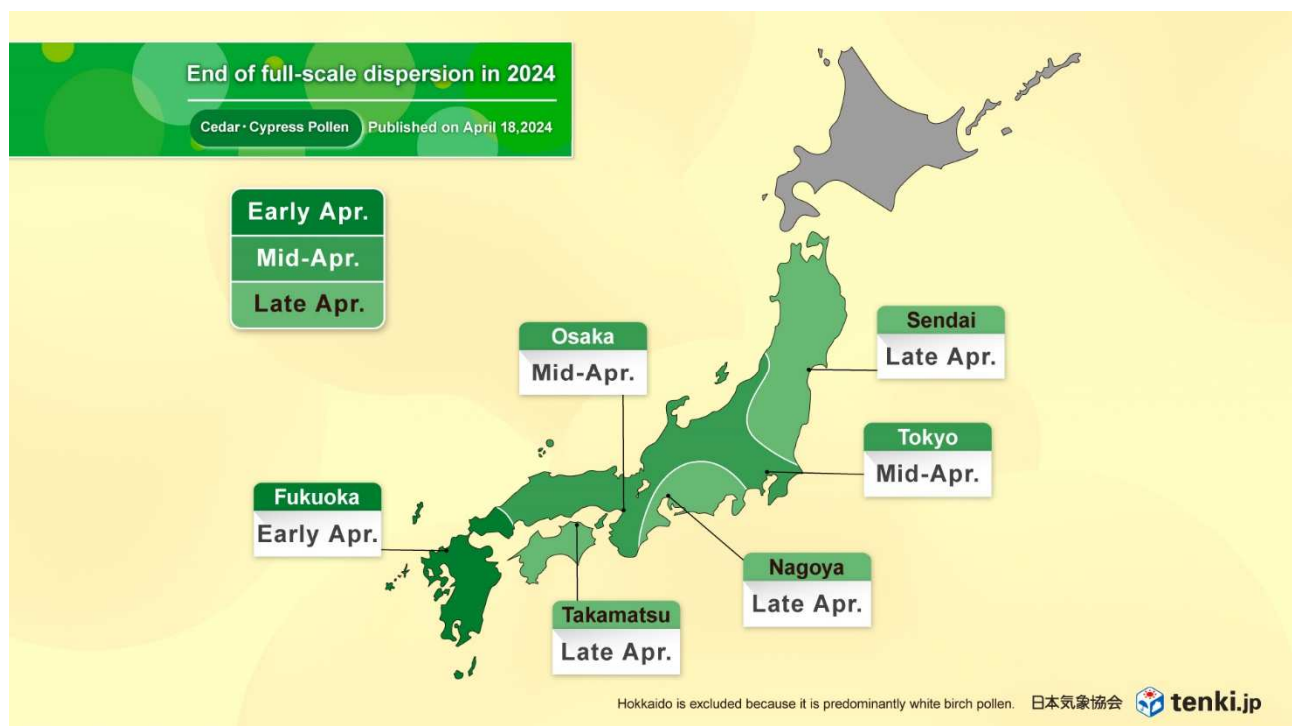 End of full-scale dispersion in 2024
Cedar・Cypress Pollen
Published on April 18,2024
Early Apr.
Mid-Apr.
Late Apr.
Osaka
Mid-Apr.
Sendai
Late Apr.
Tokyo
Mid-Apr.
Fukuoka
Early Apr.
Nagoya
Late Apr.
Takamatsu
Late Apr.
Hokkaido is excluded because it is predominantly white birch pollen.
日本気象協会
tenki.jp